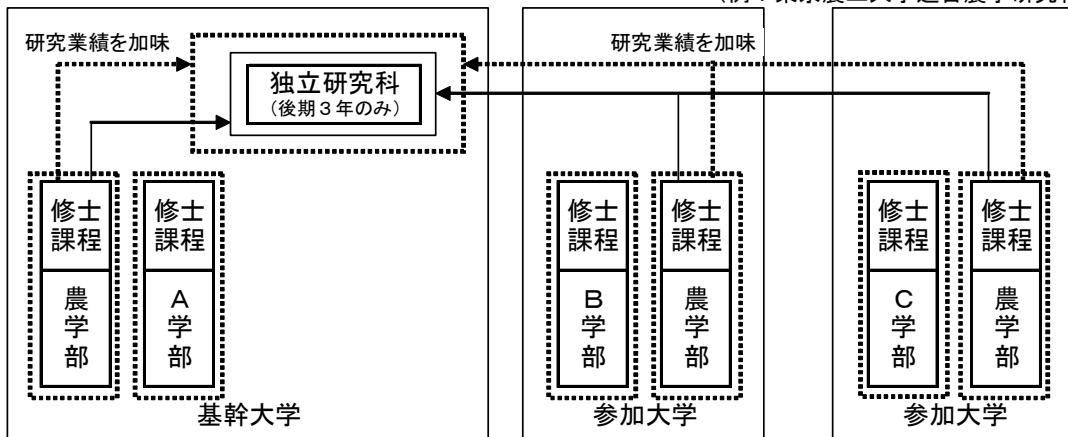 研究業績を加味
研究業績を加味
独立研究科
(後期3年のみ)
修士
課程
農
学
部
修士
課程
A
学
部
基幹大学
修士
課程
B
学
部
修士
課程
農
学
部
参加大学
修士
課程
C
学
部
修士
課程
農
学
部
参加大学